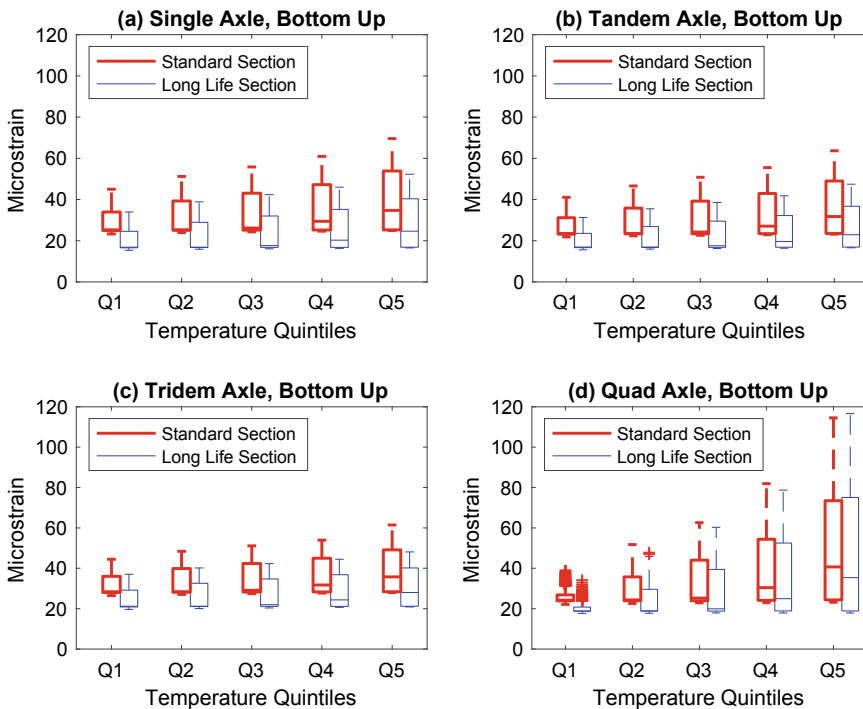 (a) Single Axle, Bottom Up
120
100
80
60
40
20
0
Microstrain
Standard Section
Long Life Section
Q1 Q2 Q3 Q4 Q5
Temperature Quintiles
(b) Tandem Axle, Bottom Up
120
100
80
60
40
20
0
Microstrain
Standard Section
Long Life Section
Q1 Q2 Q3 Q4 Q5
Temperature Quintiles
(c) Tridem Axle, Bottom Up
120
100
80
60
40
20
0
Microstrain
Standard Section
Long Life Section
Q1 Q2 Q3 Q4 Q5
Temperature Quintiles
(d) Quad Axle, Bottom Up
120
100
80
60
40
20
0
Microstrain
Standard Section
Long Life Section
Q1 Q2 Q3 Q4 Q5
Temperature Quintiles